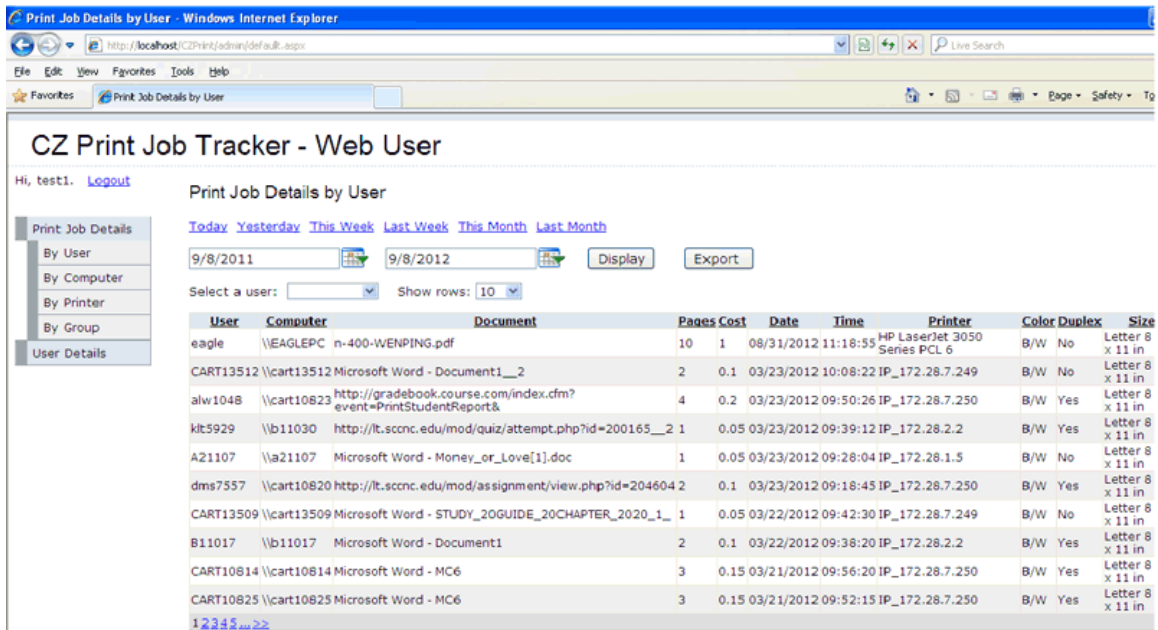 Print Job Details by User - Windows Internet Explorer
http://localhost/CZPrint/admin/default.aspx
Live Search
File Edit View Favorites Tools Help
Favorites Print Job Details by User Page Safety To
CZ Print Job Tracker - Web User
Hi, test1. Logout
Print Job Details by User
Today Yesterday This Week Last Week This Month Last Month
Print Job Details
By User
By Computer
By Printer
By Group
User Details
9/8/2011 9/8/2012 Display Export
Select a user: Show rows: 10
User Computer Document Pages Cost Date Time Printer Color Duplex Size
eagle \\EAGLEPC n-400-WENPING.pdf 10 1 08/31/2012 11:18:55 HP LaserJet 3050 Series PCL 6 B/W No Letter 8 x 11 in
CART13512 \\cart13512 Microsoft Word - Document1__2 2 0.1 03/23/2012 10:08:22 IP_172.28.7.249 B/W No Letter 8 x 11 in
alw1048 \\cart10823 http://gradebook.course.com/index.cfm?event=PrintStudentReport& 4 0.2 03/23/2012 09:50:26 IP_172.28.7.250 B/W Yes Letter 8 x 11 in
klt5929 \\b11030 http://lt.sccnc.edu/mod/quiz/attempt.php?id=200165__2 1 0.05 03/23/2012 09:39:12 IP_172.28.2.2 B/W Yes Letter 8 x 11 in
A21107 \\a21107 Microsoft Word - Money_or_Love[1].doc 1 0.05 03/23/2012 09:28:04 IP_172.28.1.5 B/W No Letter 8 x 11 in
dms7557 \\cart10820 http://lt.sccnc.edu/mod/assignment/view.php?id=204604 2 0.1 03/23/2012 09:18:45 IP_172.28.7.250 B/W Yes Letter 8 x 11 in
CART13509 \\cart13509 Microsoft Word - STUDY_20GUIDE_20CHAPTER_2020_1_ 1 0.05 03/22/2012 09:42:30 IP_172.28.7.249 B/W No Letter 8 x 11 in
B11017 \\b11017 Microsoft Word - Document1 2 0.1 03/22/2012 09:38:20 IP_172.28.2.2 B/W Yes Letter 8 x 11 in
CART10814 \\cart10814 Microsoft Word - MC6 3 0.15 03/21/2012 09:56:20 IP_172.28.7.250 B/W Yes Letter 8 x 11 in
CART10825 \\cart10825 Microsoft Word - MC6 3 0.15 03/21/2012 09:52:15 IP_172.28.7.250 B/W Yes Letter 8 x 11 in
1 2 3 4 5 ... >>